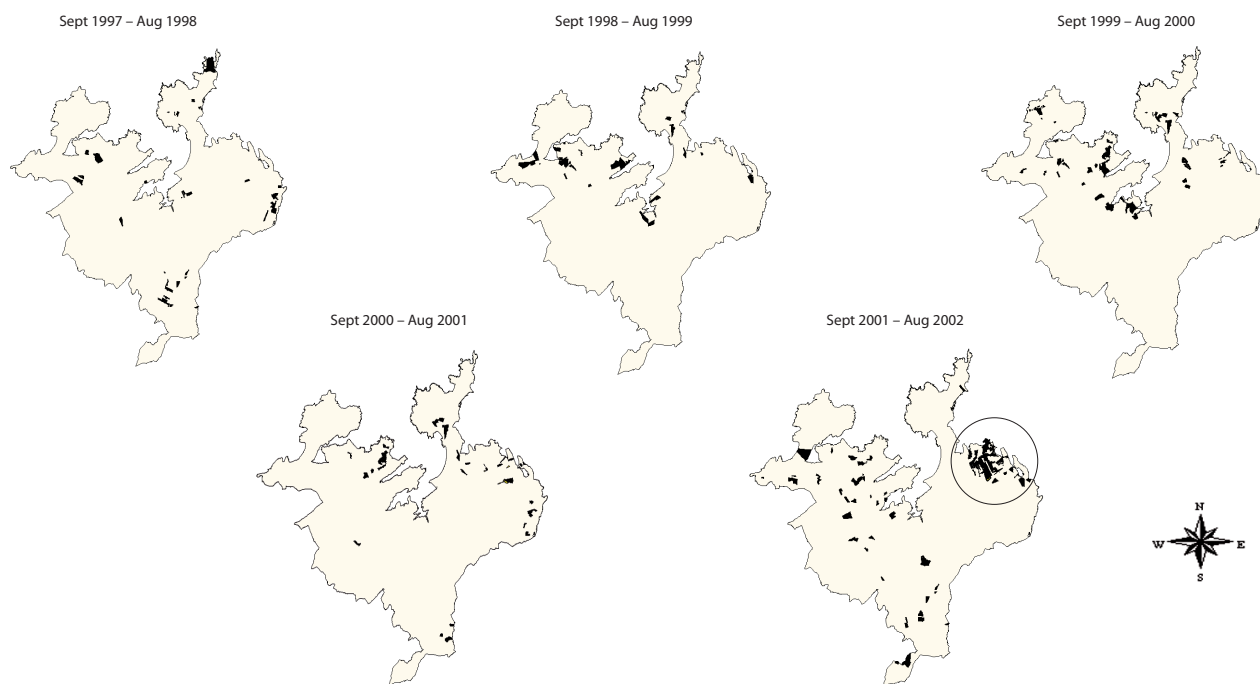 Sept 1997 – Aug 1998
Sept 1998 – Aug 1999
Sept 1999 – Aug 2000
Sept 2000 – Aug 2001
Sept 2001 – Aug 2002
N
W E
S